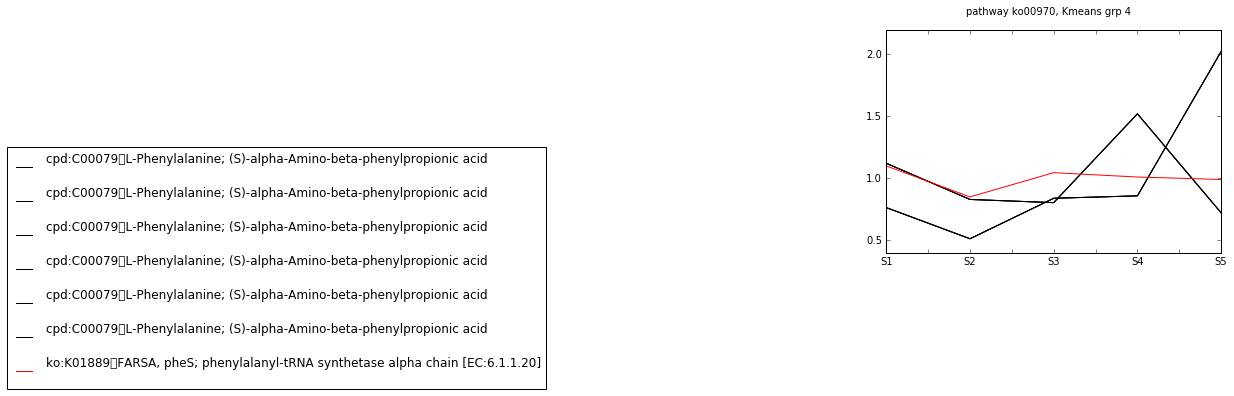 pathway ko00970, Kmeans grp 4
2.0
1.5
1.0
0.5
S1 S2 S3 S4 S5
cpd:C00079▯L-Phenylalanine; (S)-alpha-Amino-beta-phenylpropionic acid
cpd:C00079▯L-Phenylalanine; (S)-alpha-Amino-beta-phenylpropionic acid
cpd:C00079▯L-Phenylalanine; (S)-alpha-Amino-beta-phenylpropionic acid
cpd:C00079▯L-Phenylalanine; (S)-alpha-Amino-beta-phenylpropionic acid
cpd:C00079▯L-Phenylalanine; (S)-alpha-Amino-beta-phenylpropionic acid
cpd:C00079▯L-Phenylalanine; (S)-alpha-Amino-beta-phenylpropionic acid
ko:K01889▯FARSA, pheS; phenylalanyl-tRNA synthetase alpha chain [EC:6.1.1.20]